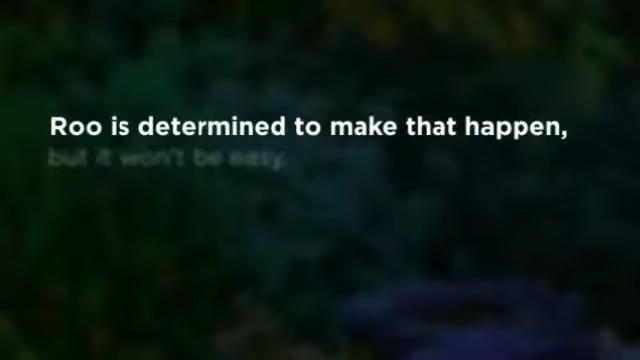 Roo is determined to make that happen,
but it won't be easy.